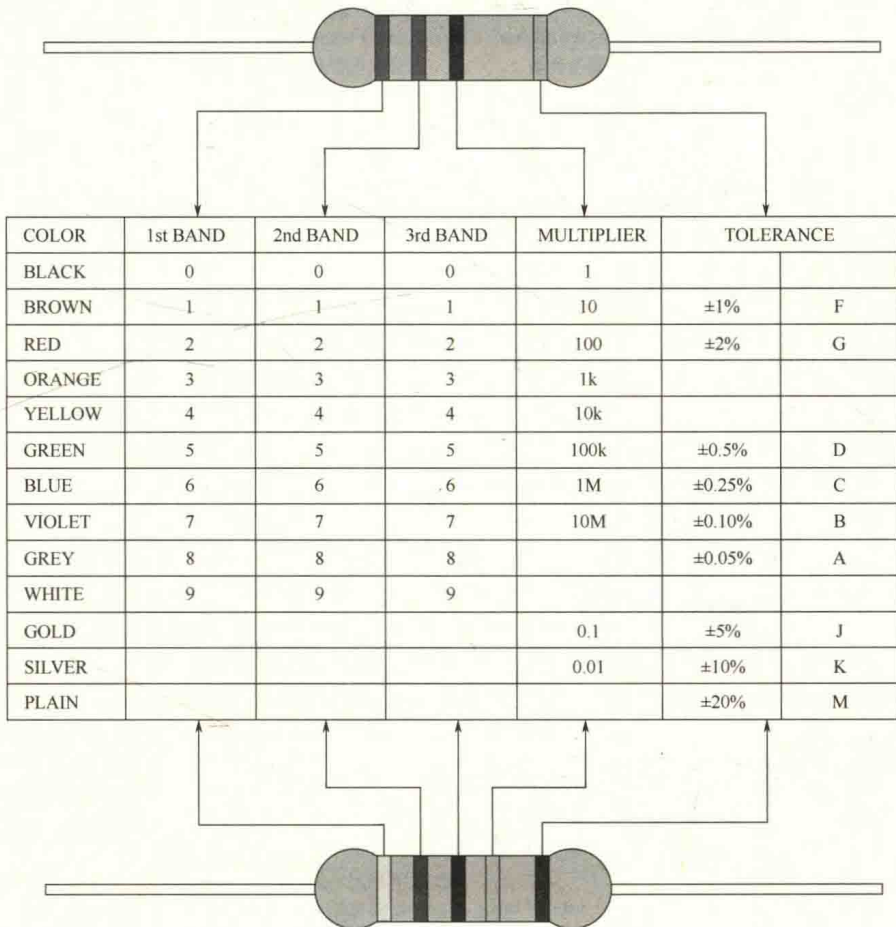 COLOR 1st BAND 2nd BAND 3rd BAND MULTIPLIER TOLERANCE
BLACK 0 0 0 1
BROWN 1 1 1 10 ±1% F
RED 2 2 2 100 ±2% G
ORANGE 3 3 3 1k
YELLOW 4 4 4 10k
GREEN 5 5 5 100k ±0.5% D
BLUE 6 6 6 1M ±0.25% C
VIOLET 7 7 7 10M ±0.10% B
GREY 8 8 8 ±0.05% A
WHITE 9 9 9
GOLD 0.1 ±5% J
SILVER 0.01 ±10% K
PLAIN ±20% M